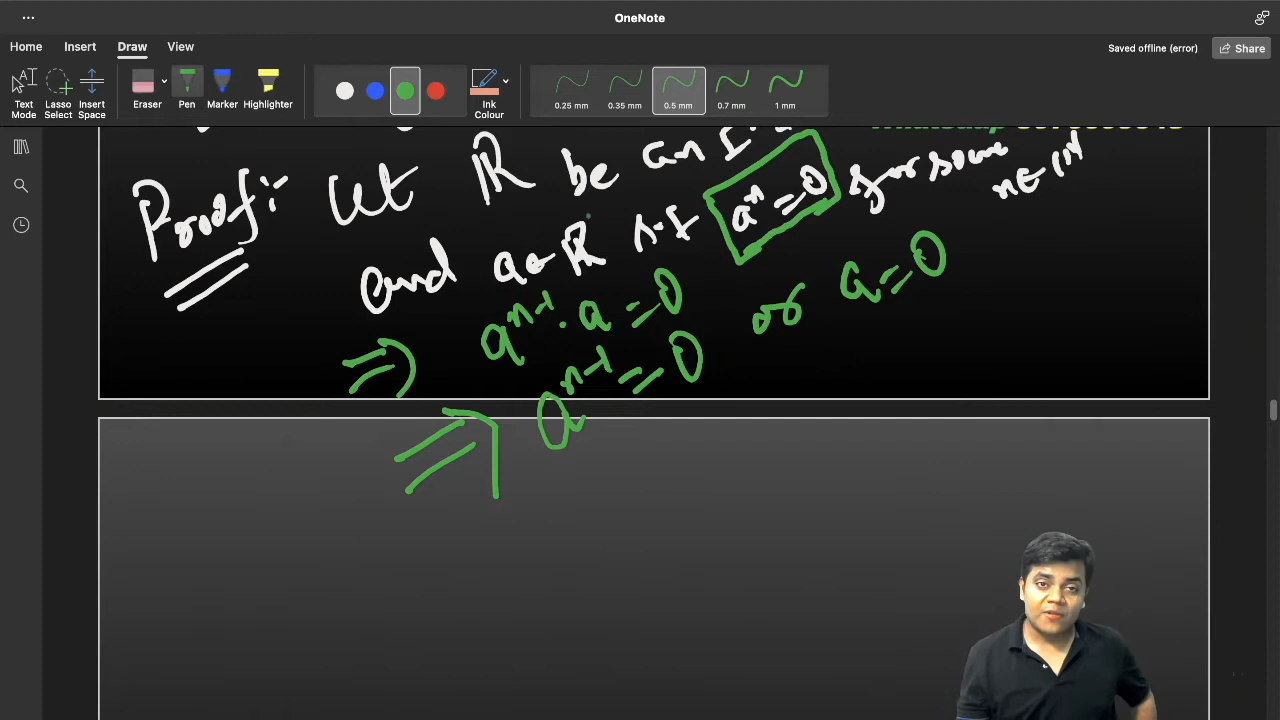 OneNote
Home Insert Draw View
Saved offline (error) Share
Text Mode Lasso Select Insert Space Eraser Pen Marker Highlighter Ink Colour 0.25 mm 0.35 mm 0.5 mm 0.7 mm 1 mm
Proof: Let R be an I.D
and a∈R s.t aⁿ=0 for some n∈ℕ
⇒ aⁿ⁻¹.a=0
⇒ aⁿ⁻¹=0 or a=0